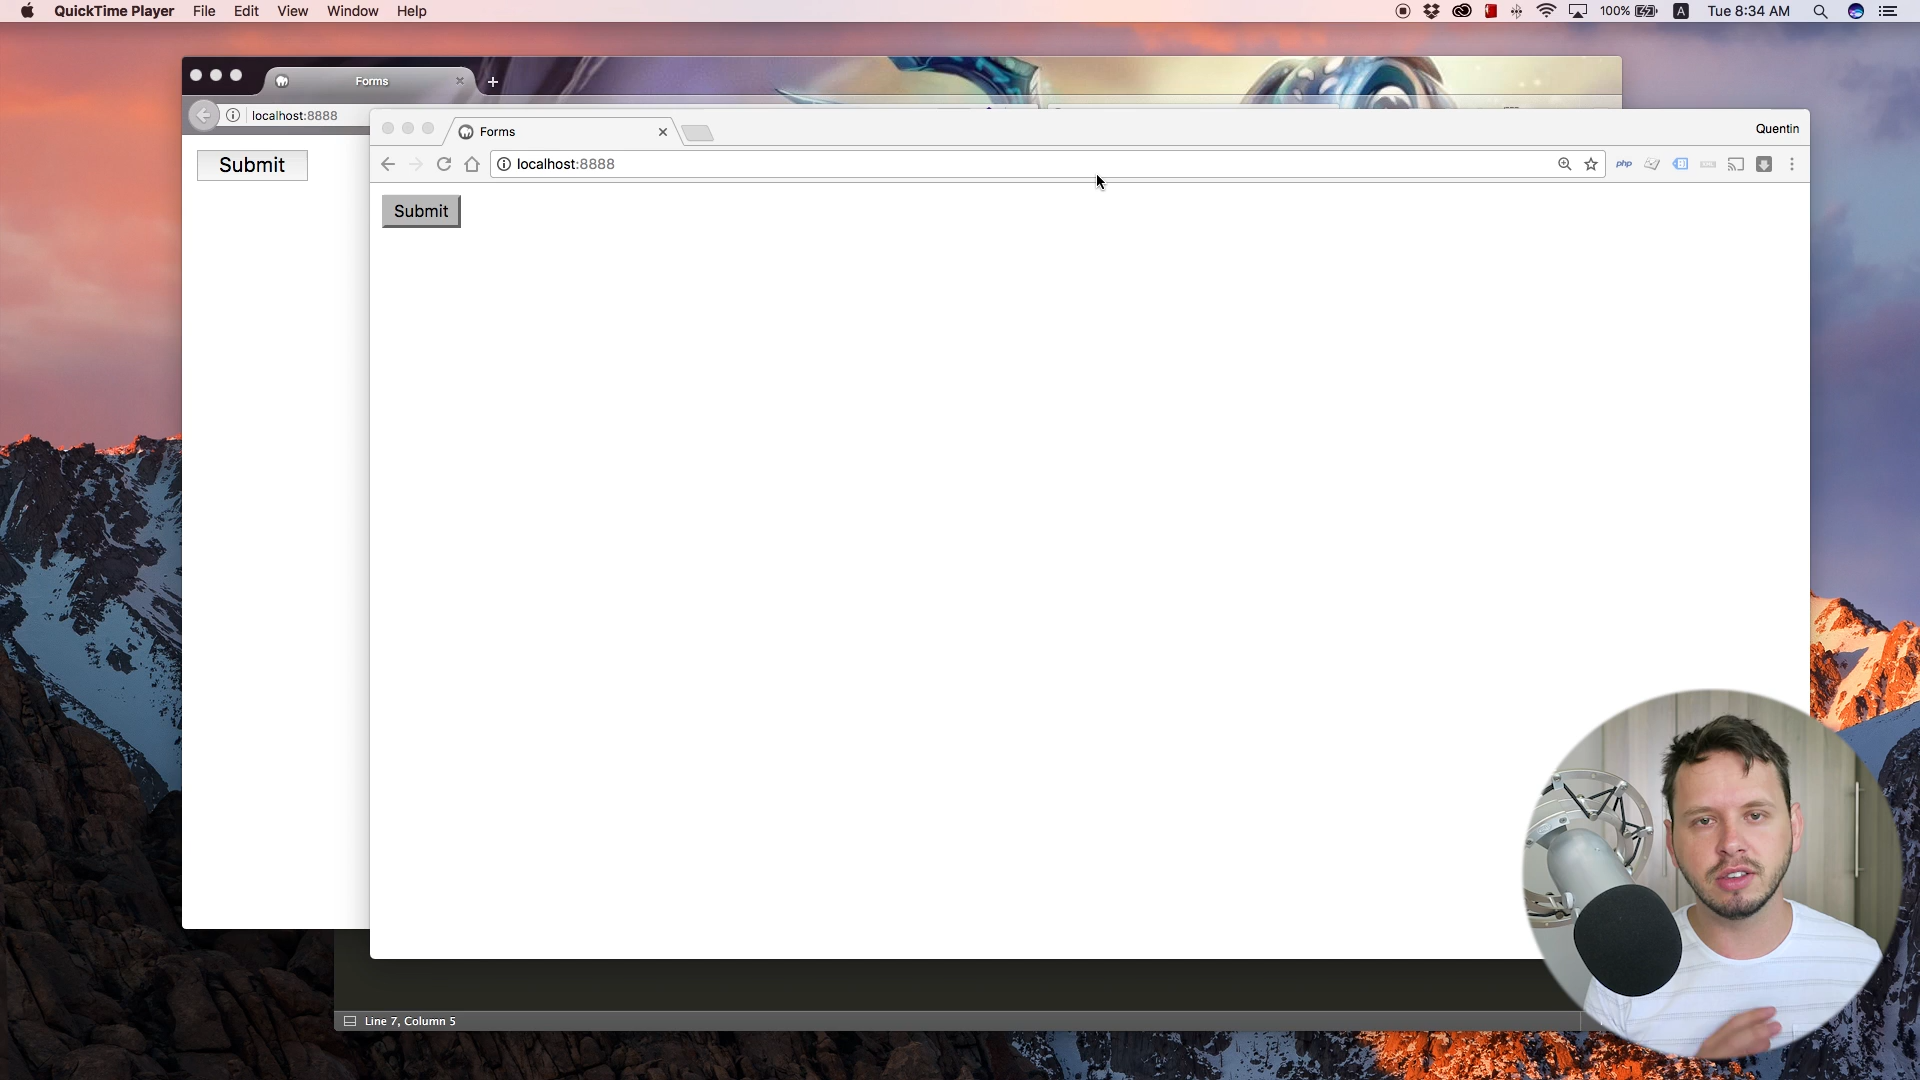 QuickTime Player File Edit View Window Help
100% A Tue 8:34 AM
Forms
localhost:8888
Submit
Forms
Quentin
localhost:8888
php
Submit
Line 7, Column 5